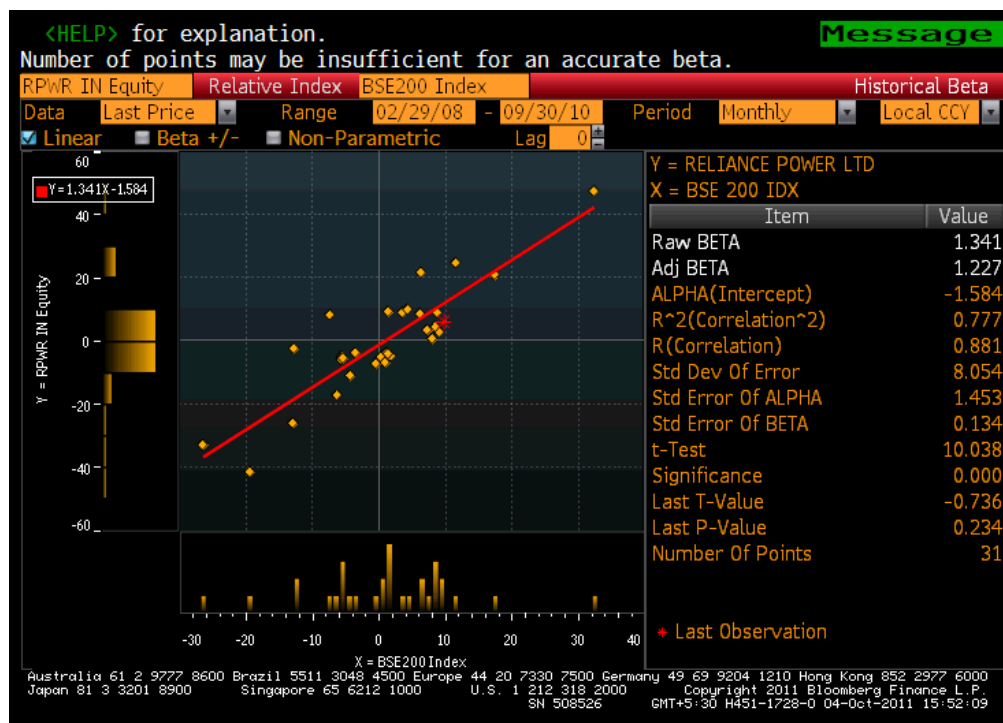 <HELP> for explanation. Message
Number of points may be insufficient for an accurate beta.
RPWR IN Equity Relative Index BSE200 Index Historical Beta
Data Last Price Range 02/29/08 - 09/30/10 Period Monthly Local CCY
Linear Beta +/- Non-Parametric Lag 0
Y = RELIANCE POWER LTD
X = BSE 200 IDX
Item Value
Raw BETA 1.341
Adj BETA 1.227
ALPHA(Intercept) -1.584
R^2(Correlation^2) 0.777
R(Correlation) 0.881
Std Dev Of Error 8.054
Std Error Of ALPHA 1.453
Std Error Of BETA 0.134
t-Test 10.038
Significance 0.000
Last T-Value -0.736
Last P-Value 0.234
Number Of Points 31
* Last Observation
Y=1.341X-1.584
Y = RPWR IN Equity
60
40
20
0
-20
-40
-60
-30 -20 -10 0 10 20 30 40
X = BSE200 Index
Australia 61 2 9777 8600 Brazil 5511 3048 4500 Europe 44 20 7330 7500 Germany 49 69 9204 1210 Hong Kong 852 2977 6000
Japan 81 3 3201 8900 Singapore 65 6212 1000 U.S. 1 212 318 2000 Copyright 2011 Bloomberg Finance L.P.
SN 508526 GMT+5:30 H451-1728-0 04-Oct-2011 15:52:09